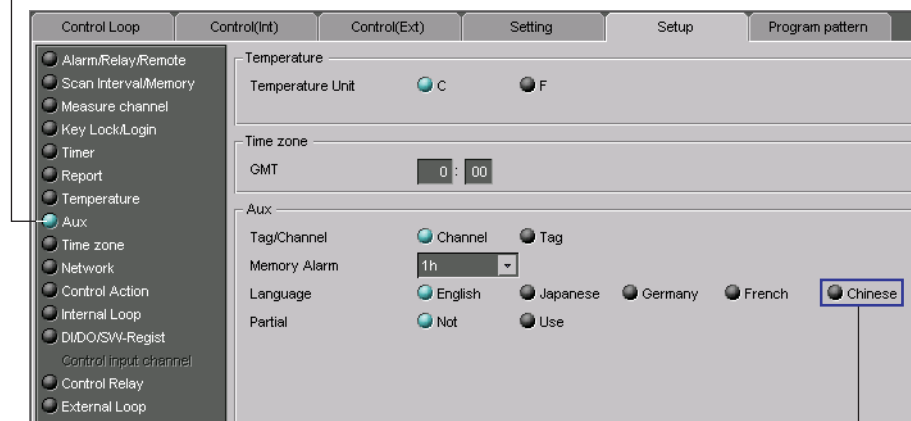 Control Loop
Control(Int)
Control(Ext)
Setting
Setup
Program pattern
Alarm/Relay/Remote
Scan Interval/Memory
Measure channel
Key Lock/Login
Timer
Report
Temperature
Aux
Time zone
Network
Control Action
Internal Loop
DI/DO/SW-Regist
Control input channel
Control Relay
External Loop
Temperature
Temperature Unit C F
Time zone
GMT 0 : 00
Aux
Tag/Channel Channel Tag
Memory Alarm 1h
Language English Japanese Germany French Chinese
Partial Not Use